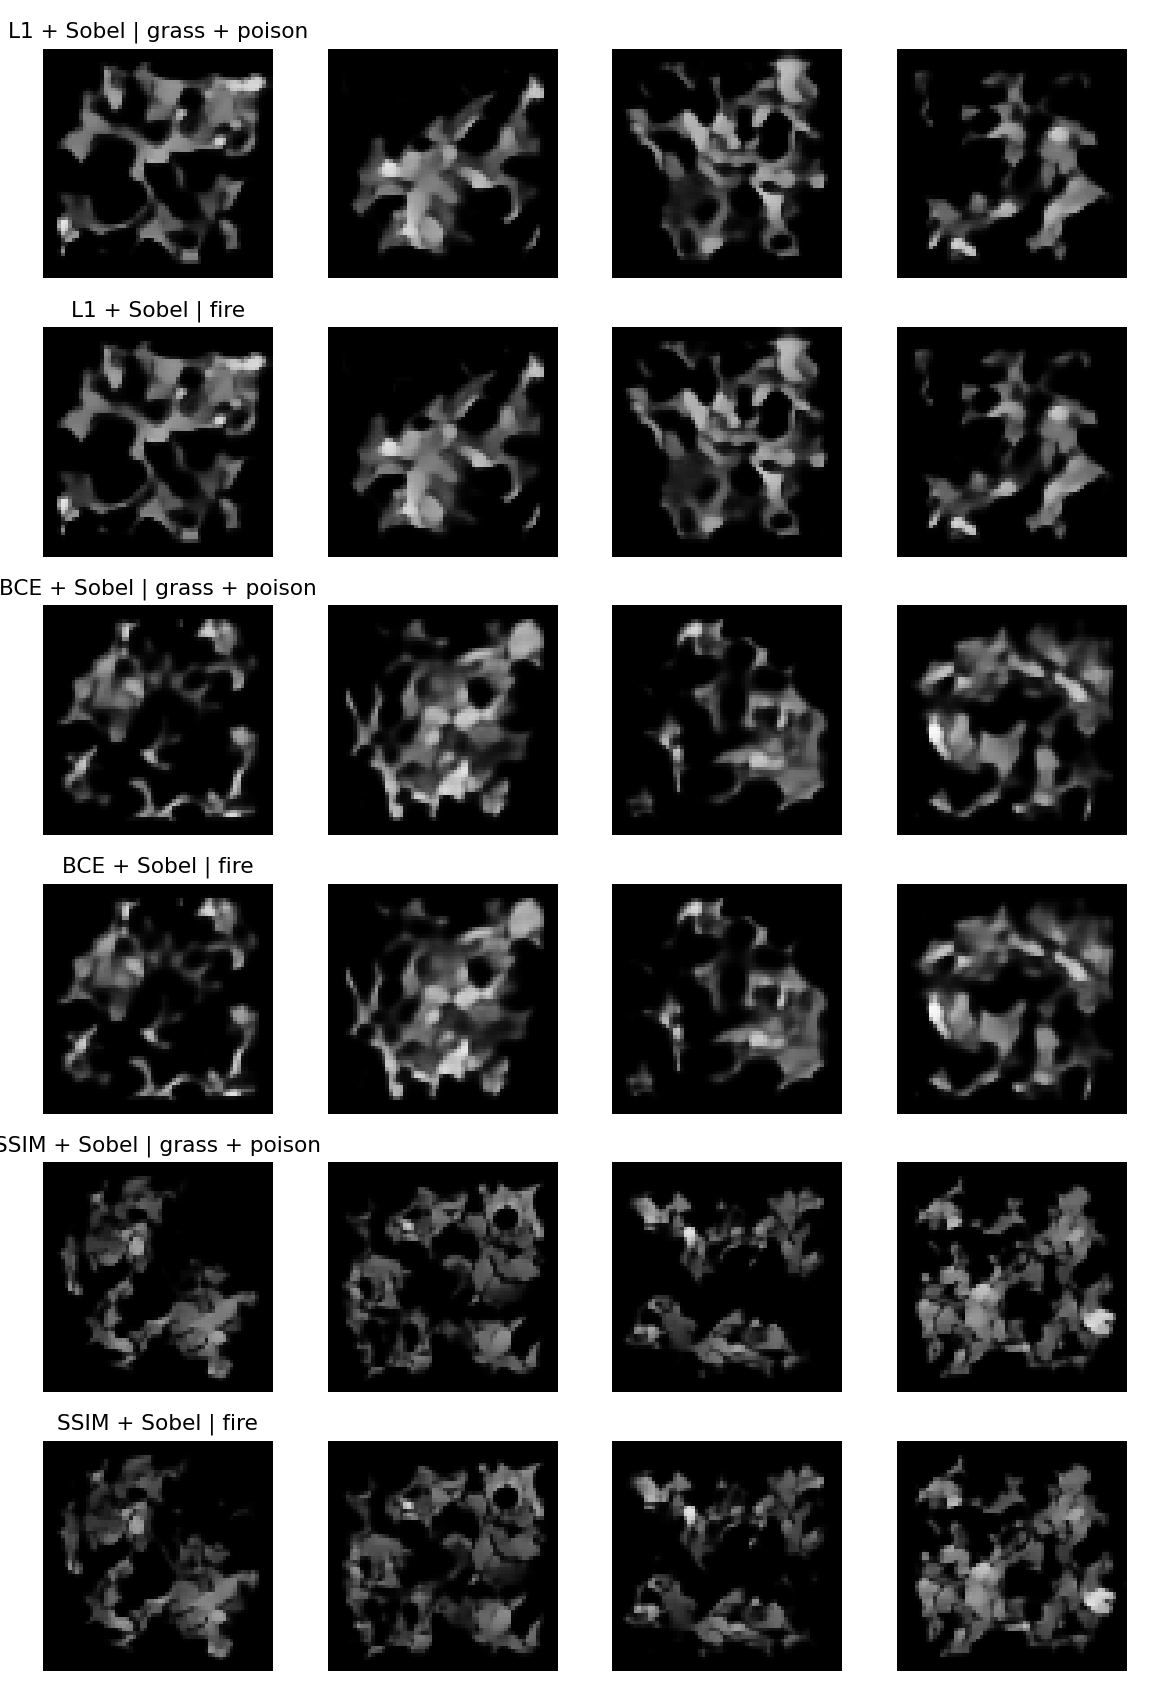 L1 + Sobel | grass + poison
L1 + Sobel | fire
BCE + Sobel | grass + poison
BCE + Sobel | fire
SSIM + Sobel | grass + poison
SSIM + Sobel | fire